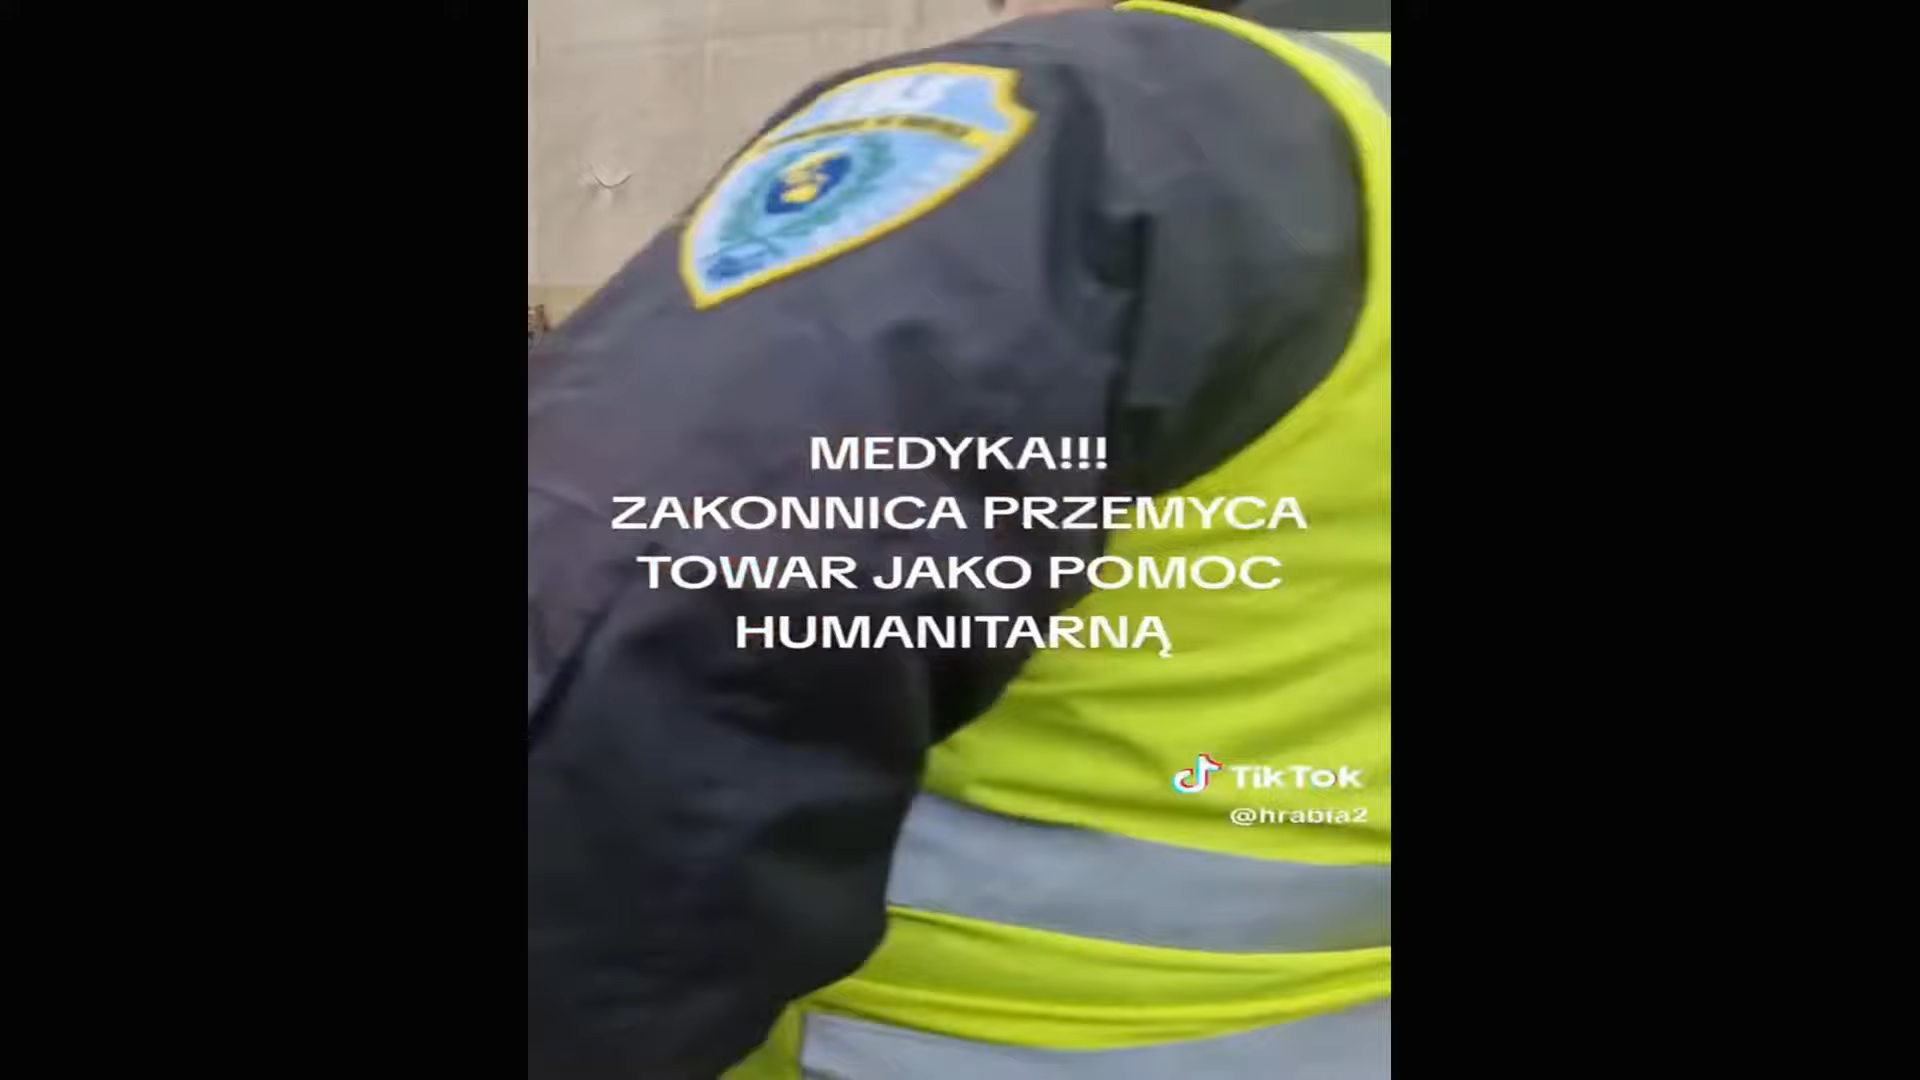 MEDYKA!!!
ZAKONNICA PRZEMYCA
TOWAR JAKO POMOC
HUMANITARNĄ
TikTok
@hrabia2